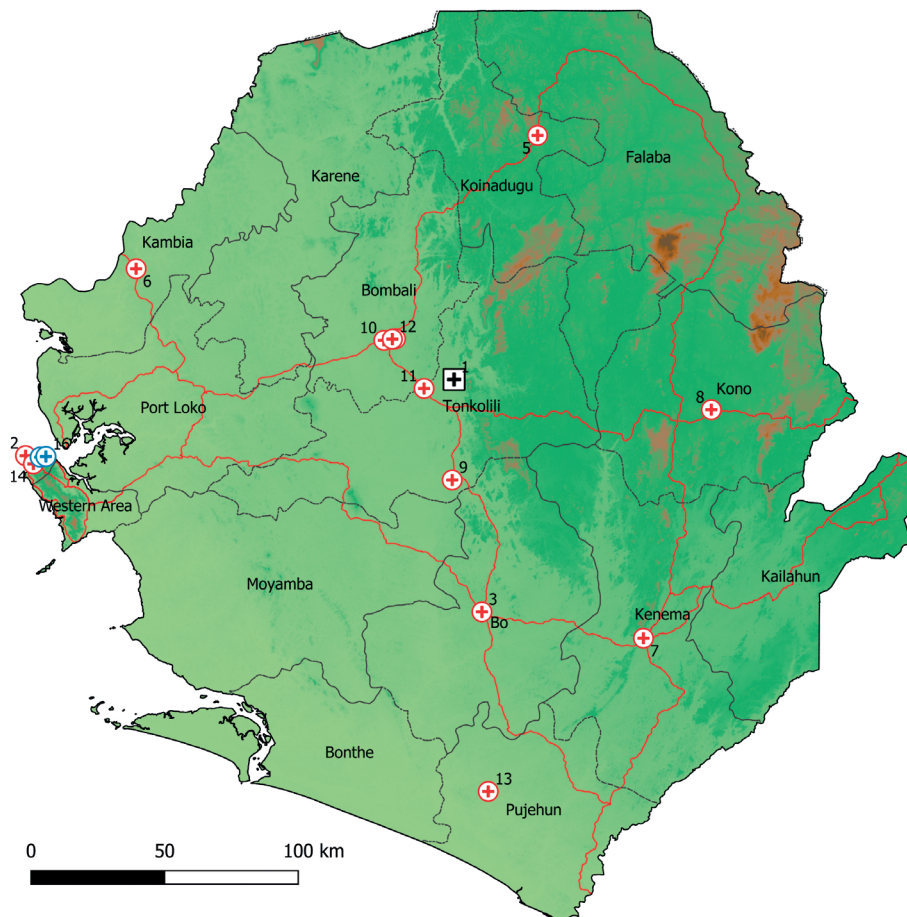 5
Falaba
Karene
Koinadugu
Kambia
6
Bombali
10
12
1
11
Tonkolili
Kono
8
Port Loko
2
16
14
9
Western Area
Kailahun
Moyamba
3
Bo
Kenema
7
Bonthe
13
Pujehun
0 50 100 km